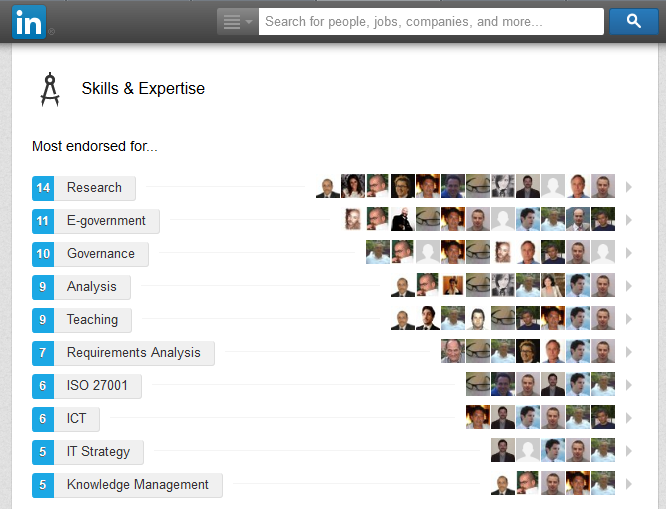 in ®
Search for people, jobs, companies, and more...
Skills & Expertise
Most endorsed for...
14 Research
11 E-government
10 Governance
9 Analysis
9 Teaching
7 Requirements Analysis
6 ISO 27001
6 ICT
5 IT Strategy
5 Knowledge Management